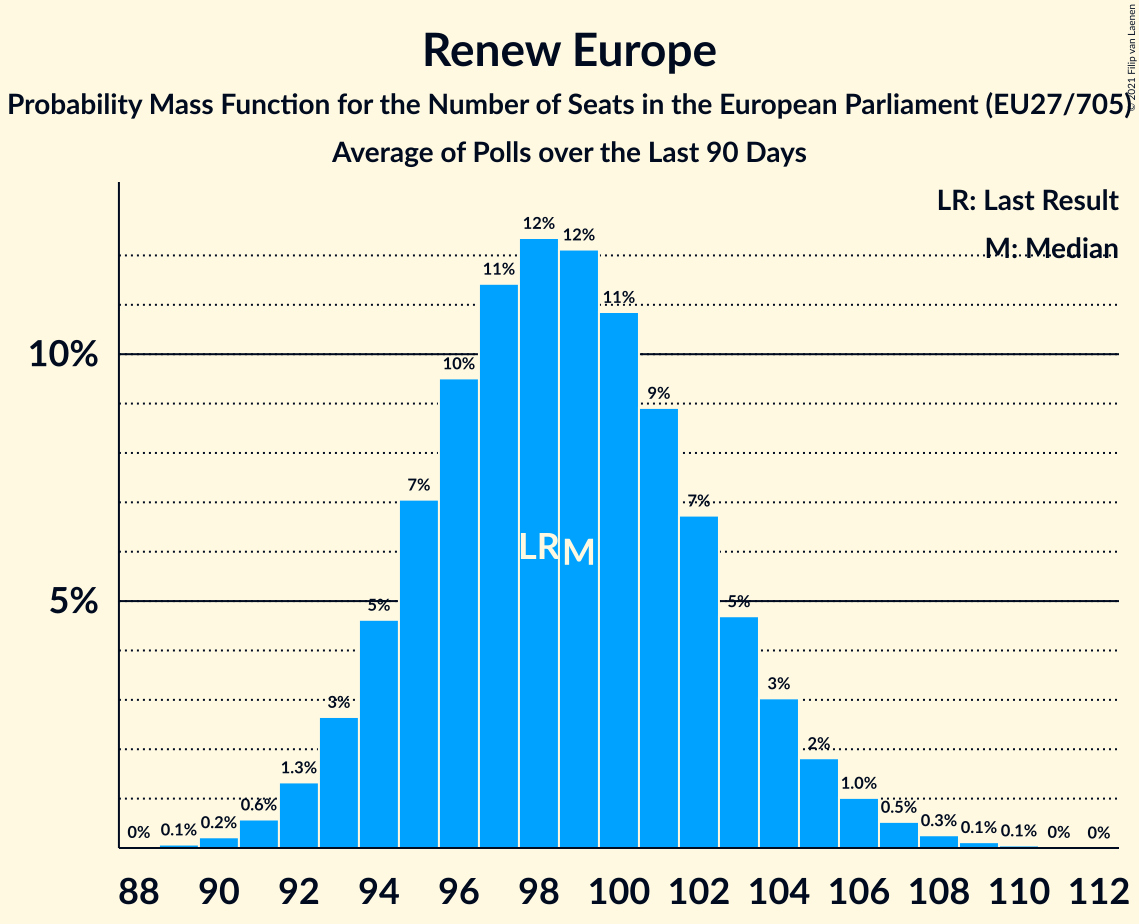 Renew Europe
Probability Mass Function for the Number of Seats in the European Parliament (EU27/705)
© 2021 Filip van Laenen
Average of Polls over the Last 90 Days
LR: Last Result
M: Median
10%
5%
0% 0.1% 0.2% 0.6% 1.3% 3% 5% 7% 10% 11% 12% 12% 11% 9% 7% 5% 3% 2% 1.0% 0.5% 0.3% 0.1% 0.1% 0% 0%
LR M
88 90 92 94 96 98 100 102 104 106 108 110 112